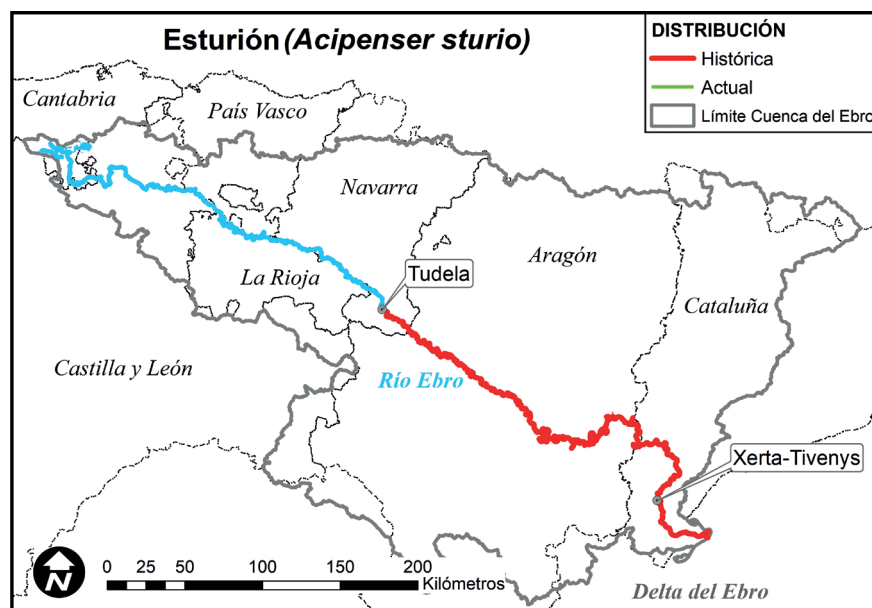 Esturión (Acipenser sturio)
DISTRIBUCIÓN
Histórica
Actual
Límite Cuenca del Ebro
Cantabria
País Vasco
Navarra
Aragón
La Rioja
Tudela
Cataluña
Castilla y León
Río Ebro
Xerta-Tivenys
N
0 25 50 100 150 200
Kilómetros
Delta del Ebro